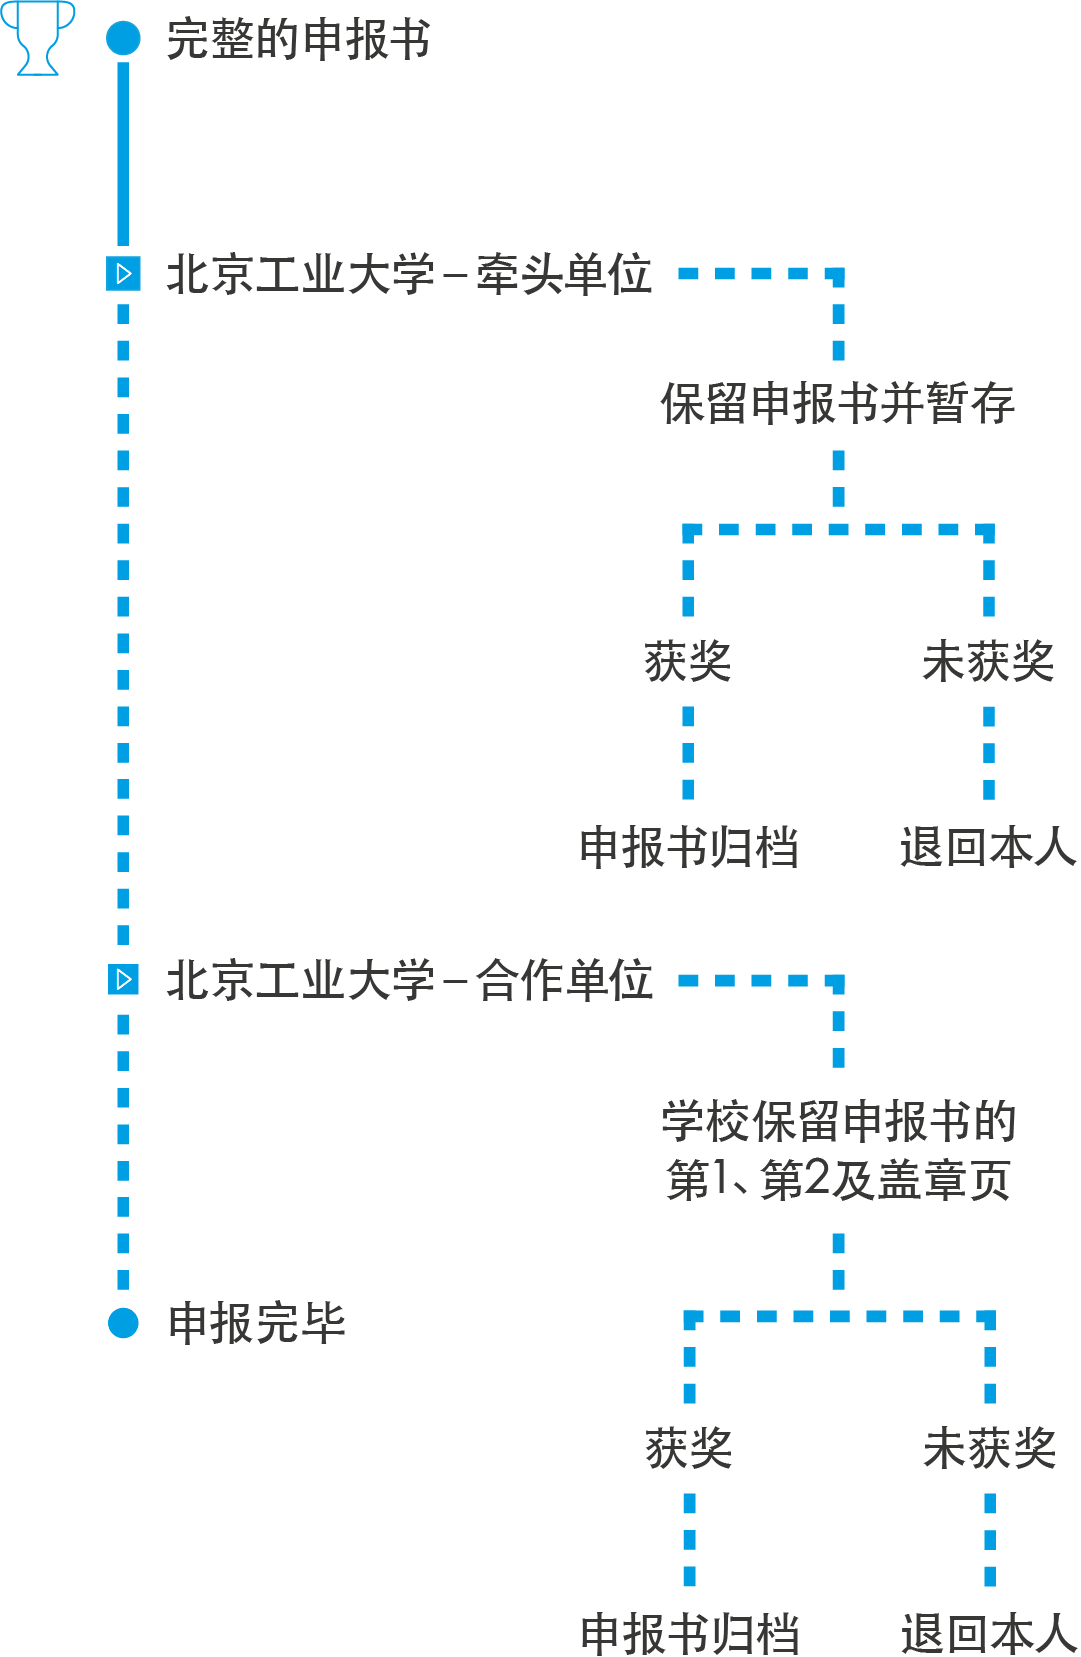 完整的申报书
北京工业大学–牵头单位
保留申报书并暂存
获奖
未获奖
申报书归档
退回本人
北京工业大学–合作单位
学校保留申报书的
第1、第2及盖章页
申报完毕
获奖
未获奖
申报书归档
退回本人